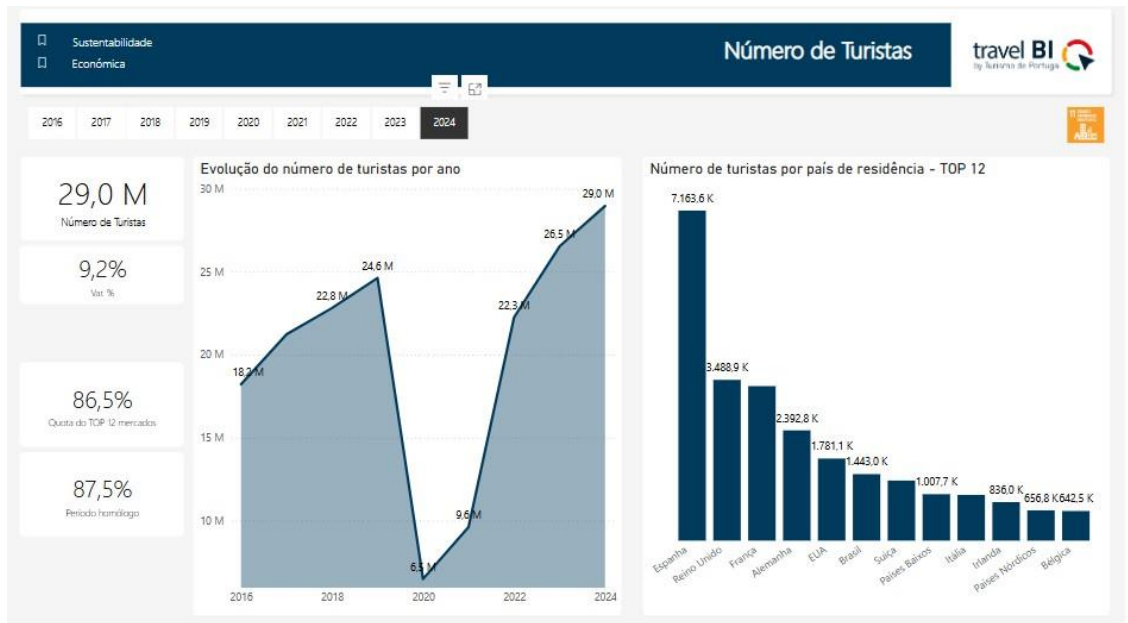 Sustentabilidade
Económica
Número de Turistas
travel BI
by Turismo de Portugal
2016 2017 2018 2019 2020 2021 2022 2023 2024
29,0 M
Número de Turistas
9,2%
Var. %
86,5%
Quota do TOP 12 mercados
87,5%
Período homólogo
Evolução do número de turistas por ano
30 M
25 M
20 M
15 M
10 M
18,2 M
22,8 M
24,6 M
6,5 M
9,6 M
22,3 M
26,5 M
29,0 M
2016 2018 2020 2022 2024
Número de turistas por país de residência - TOP 12
7.163,6 K
3.488,9 K
2.392,8 K
1.781,1 K
1.443,0 K
1.007,7 K
836,0 K
656,8 K
642,5 K
Espanha
Reino Unido
França
Alemanha
EUA
Brasil
Suiça
Países Baixos
Itália
Irlanda
Países Nórdicos
Bélgica